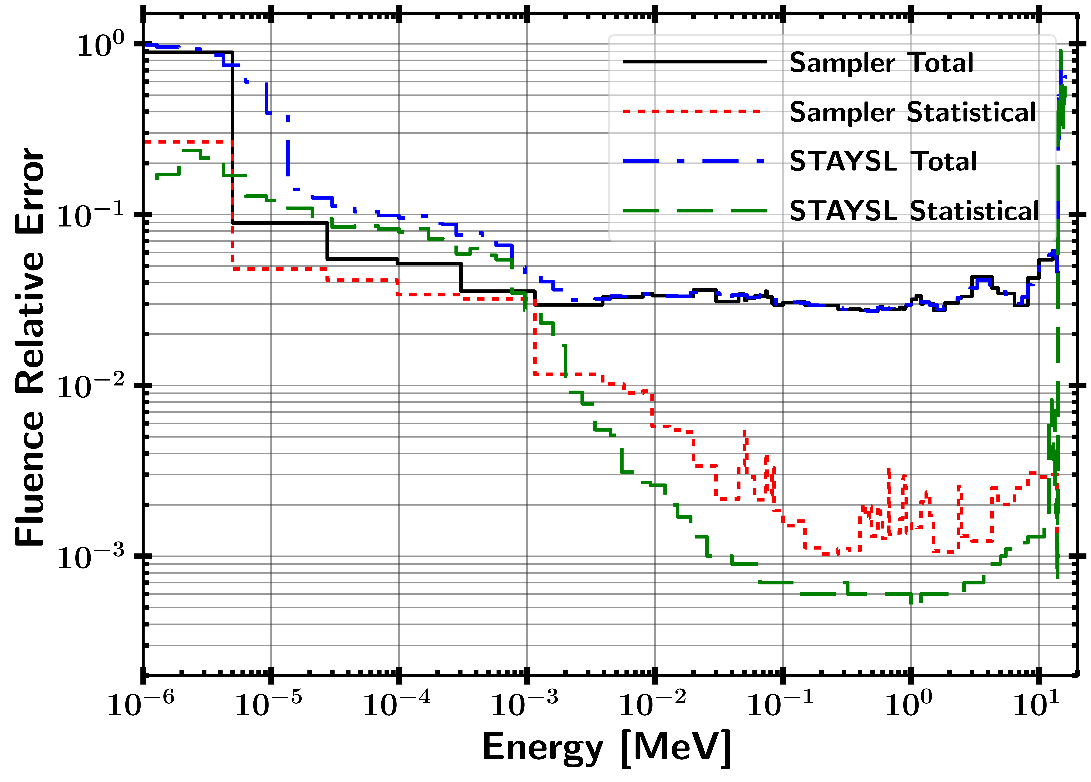 Sampler Total
Sampler Statistical
STAYSL Total
STAYSL Statistical
Fluence Relative Error
10⁰
10⁻¹
10⁻²
10⁻³
10⁻⁶ 10⁻⁵ 10⁻⁴ 10⁻³ 10⁻² 10⁻¹ 10⁰ 10¹
Energy [MeV]